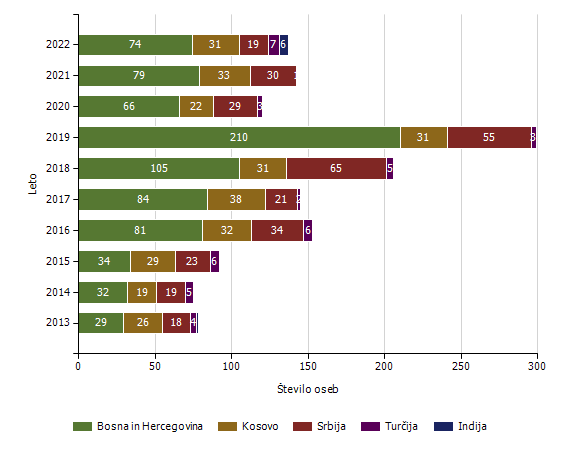 2022 74 31 19 7 6
2021 79 33 30
2020 66 22 29 3
2019 210 31 55 3
2018 105 31 65 5
2017 84 38 21 2
2016 81 32 34 6
2015 34 29 23 6
2014 32 19 19 5
2013 29 26 18 4
Leto
0 50 100 150 200 250 300
Število oseb
Bosna in Hercegovina Kosovo Srbija Turčija Indija